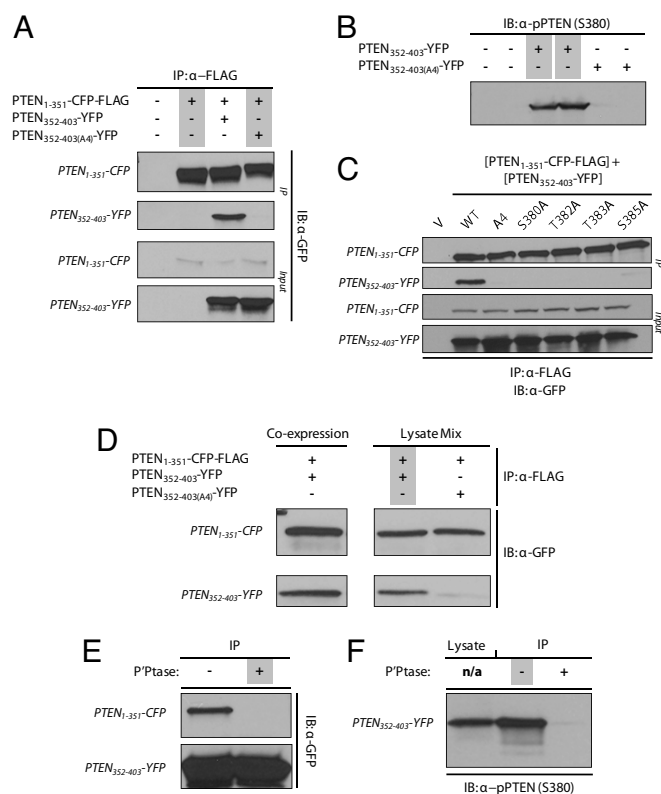 A
IP:α–FLAG
PTEN1-351-CFP-FLAG - + + +
PTEN352-403-YFP - - + -
PTEN352-403(A4)-YFP - - - +
PTEN1-351-CFP
IP
PTEN352-403-YFP
PTEN1-351-CFP
Input
PTEN352-403-YFP
IB:α-GFP
B
IB:α-pPTEN (S380)
PTEN352-403-YFP - - + + - -
PTEN352-403(A4)-YFP - - - - + +
C
[PTEN1-351-CFP-FLAG] +
[PTEN352-403-YFP]
V WT A4 S380A T382A T383A S385A
PTEN1-351-CFP
IP
PTEN352-403-YFP
PTEN1-351-CFP
Input
PTEN352-403-YFP
IP:α-FLAG
IB:α-GFP
D
Co-expression Lysate Mix
PTEN1-351-CFP-FLAG + + +
PTEN352-403-YFP + + -
PTEN352-403(A4)-YFP - - +
IP:α-FLAG
PTEN1-351-CFP
PTEN352-403-YFP
IB:α-GFP
E
IP
P'Ptase: - +
PTEN1-351-CFP
PTEN352-403-YFP
IB:α-GFP
F
Lysate IP
P'Ptase: n/a - +
PTEN352-403-YFP
IB:α–pPTEN (S380)